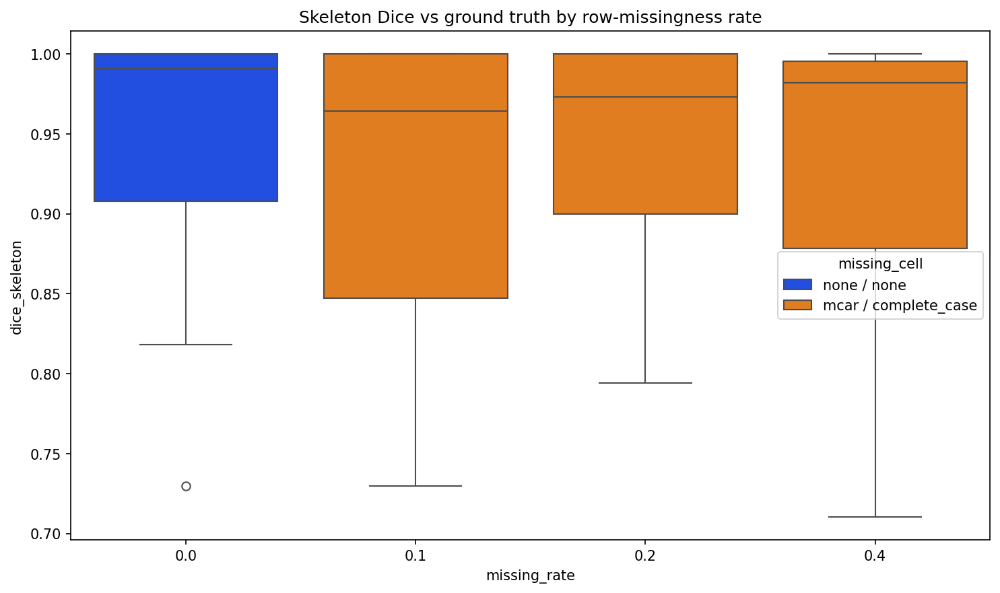 Skeleton Dice vs ground truth by row-missingness rate
dice_skeleton
1.00
0.95
0.90
0.85
0.80
0.75
0.70
missing_cell
none / none
mcar / complete_case
0.0 0.1 0.2 0.4
missing_rate